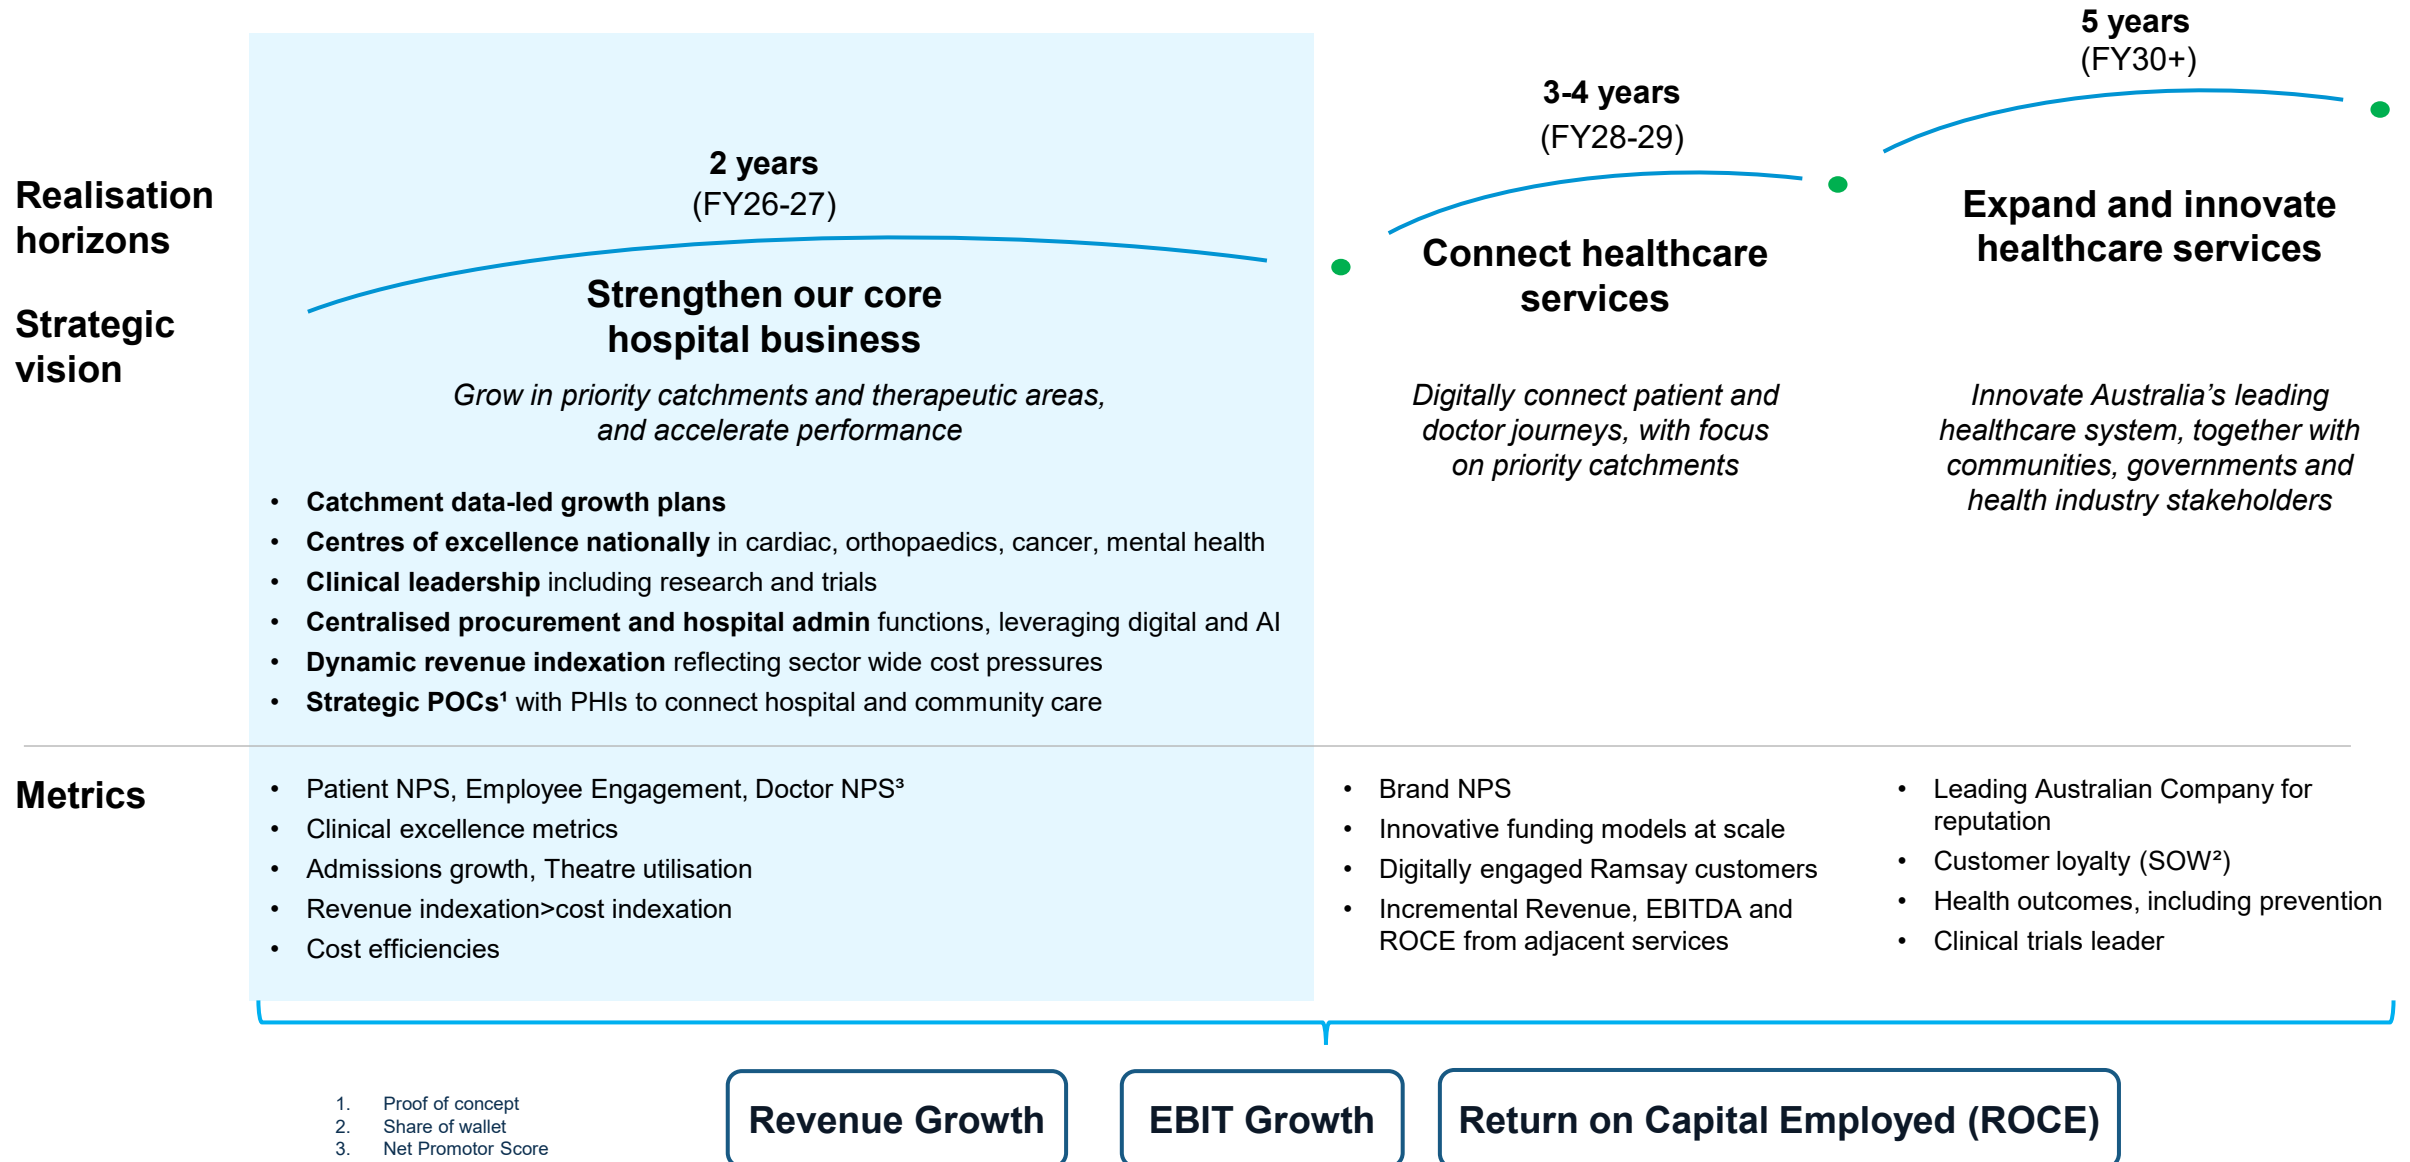 Realisation
horizons
Strategic
vision
2 years
(FY26-27)
Strengthen our core
hospital business
Grow in priority catchments and therapeutic areas,
and accelerate performance
• Catchment data-led growth plans
• Centres of excellence nationally in cardiac, orthopaedics, cancer, mental health
• Clinical leadership including research and trials
• Centralised procurement and hospital admin functions, leveraging digital and AI
• Dynamic revenue indexation reflecting sector wide cost pressures
• Strategic POCs¹ with PHIs to connect hospital and community care
3-4 years
(FY28-29)
Connect healthcare
services
Digitally connect patient and
doctor journeys, with focus
on priority catchments
5 years
(FY30+)
Expand and innovate
healthcare services
Innovate Australia’s leading
healthcare system, together with
communities, governments and
health industry stakeholders
Metrics
• Patient NPS, Employee Engagement, Doctor NPS³
• Clinical excellence metrics
• Admissions growth, Theatre utilisation
• Revenue indexation>cost indexation
• Cost efficiencies
• Brand NPS
• Innovative funding models at scale
• Digitally engaged Ramsay customers
• Incremental Revenue, EBITDA and
ROCE from adjacent services
• Leading Australian Company for
reputation
• Customer loyalty (SOW²)
• Health outcomes, including prevention
• Clinical trials leader
1. Proof of concept
2. Share of wallet
3. Net Promotor Score
Revenue Growth
EBIT Growth
Return on Capital Employed (ROCE)